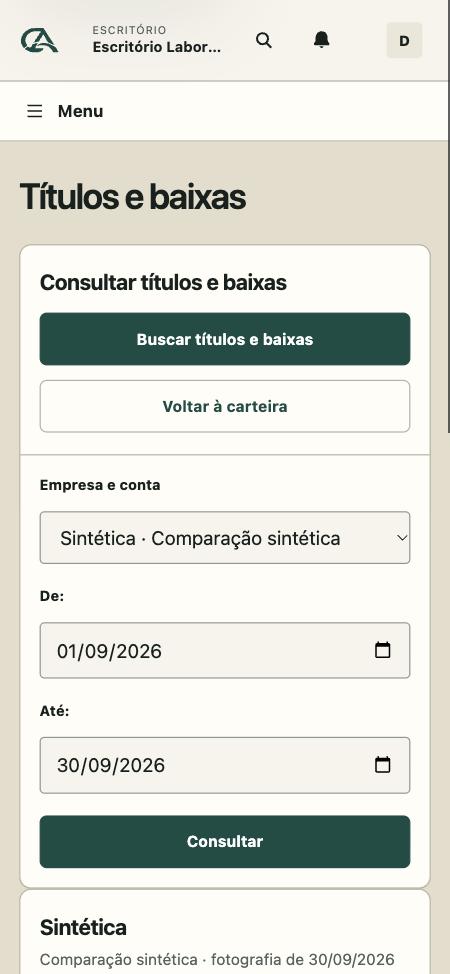 ESCRITÓRIO
Escritório Labor...
D
Menu
Títulos e baixas
Consultar títulos e baixas
Buscar títulos e baixas
Voltar à carteira
Empresa e conta
Sintética · Comparação sintética
De:
01/09/2026
Até:
30/09/2026
Consultar
Sintética
Comparação sintética · fotografia de 30/09/2026